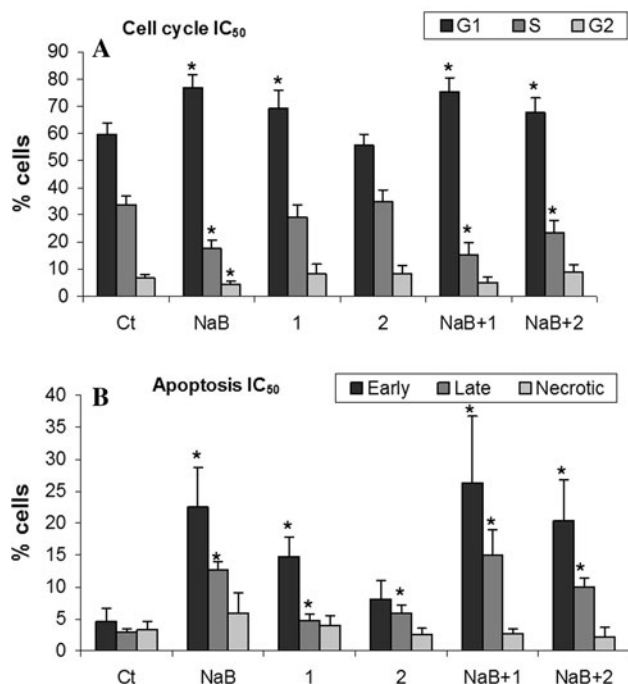 A Cell cycle IC50 G1 S G2
% cells
90
80
70
60
50
40
30
20
10
0
* * * * * * * *
Ct NaB 1 2 NaB+1 NaB+2
B Apoptosis IC50 Early Late Necrotic
% cells
40
35
30
25
20
15
10
5
0
* * * * * * * * *
Ct NaB 1 2 NaB+1 NaB+2